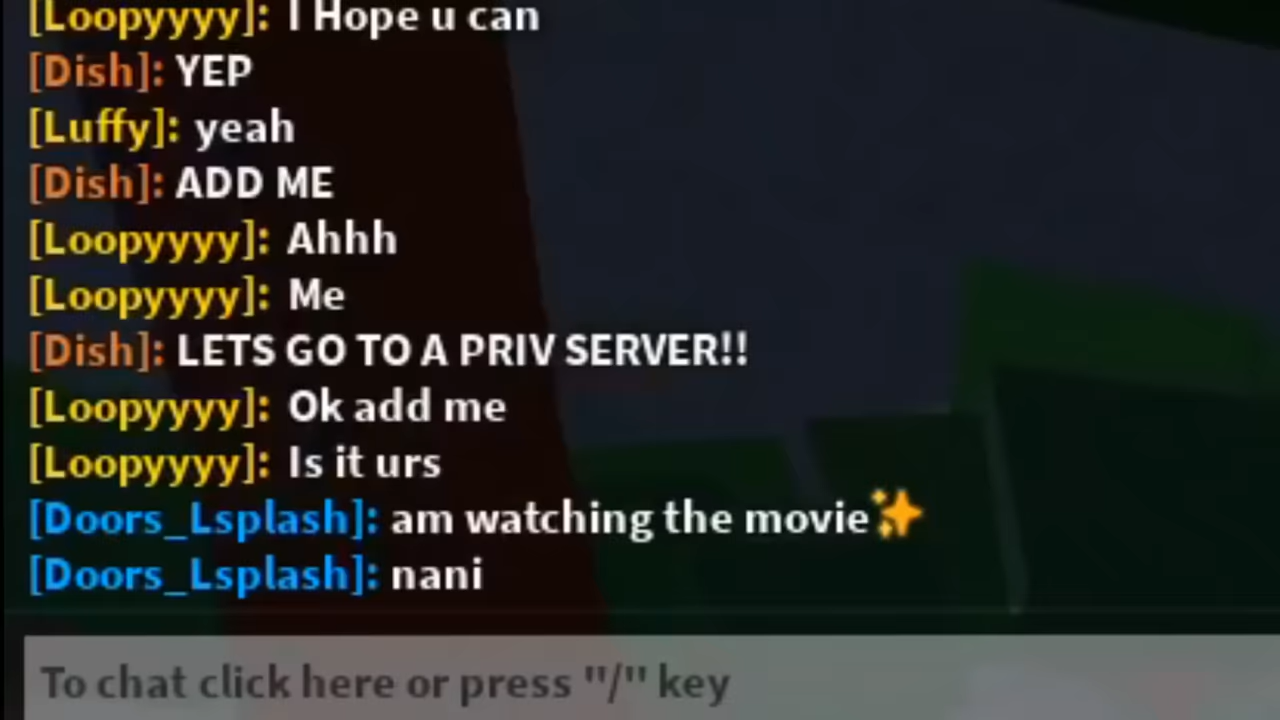 [Loopyyyy]: I Hope u can
[Dish]: YEP
[Luffy]: yeah
[Dish]: ADD ME
[Loopyyyy]: Ahhh
[Loopyyyy]: Me
[Dish]: LETS GO TO A PRIV SERVER!!
[Loopyyyy]: Ok add me
[Loopyyyy]: Is it urs
[Doors_Lsplash]: am watching the movie✨
[Doors_Lsplash]: nani
To chat click here or press "/" key